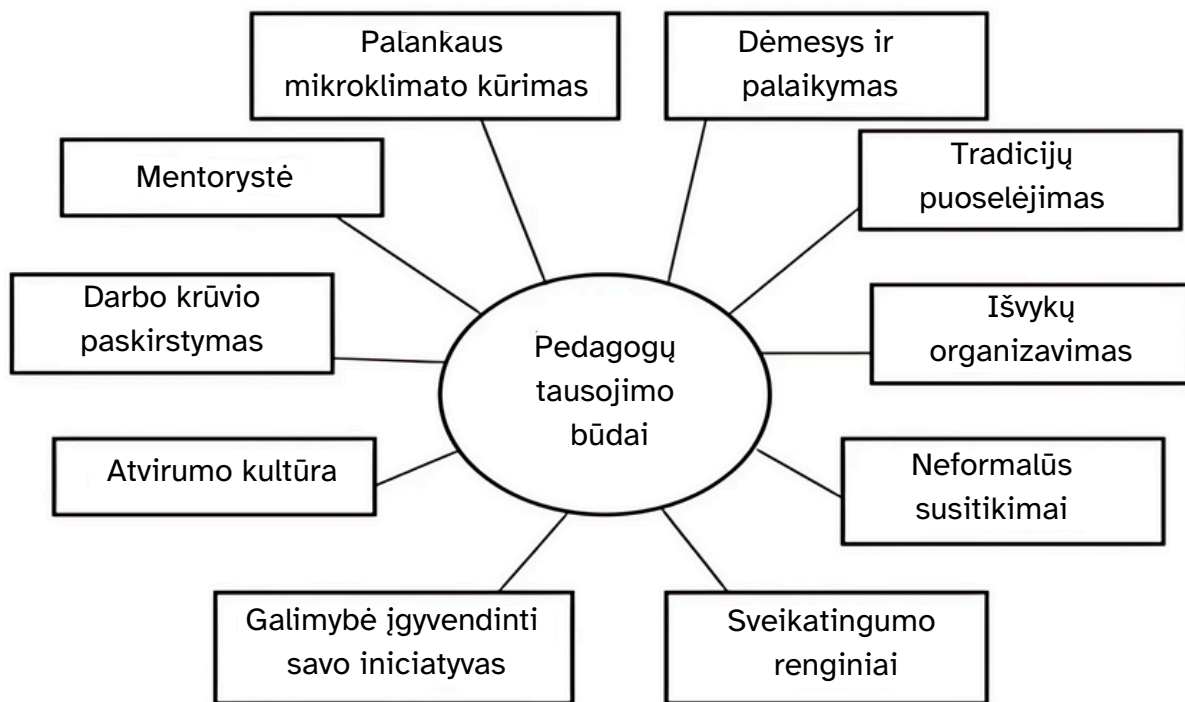 Palankaus
mikroklimato kūrimas
Dėmesys ir
palaikymas
Mentorystė
Tradicijų
puoselėjimas
Darbo krūvio
paskirstymas
Išvykų
organizavimas
Pedagogų
tausojimo
būdai
Atvirumo kultūra
Neformalūs
susitikimai
Galimybė įgyvendinti
savo iniciatyvas
Sveikatingumo
renginiai